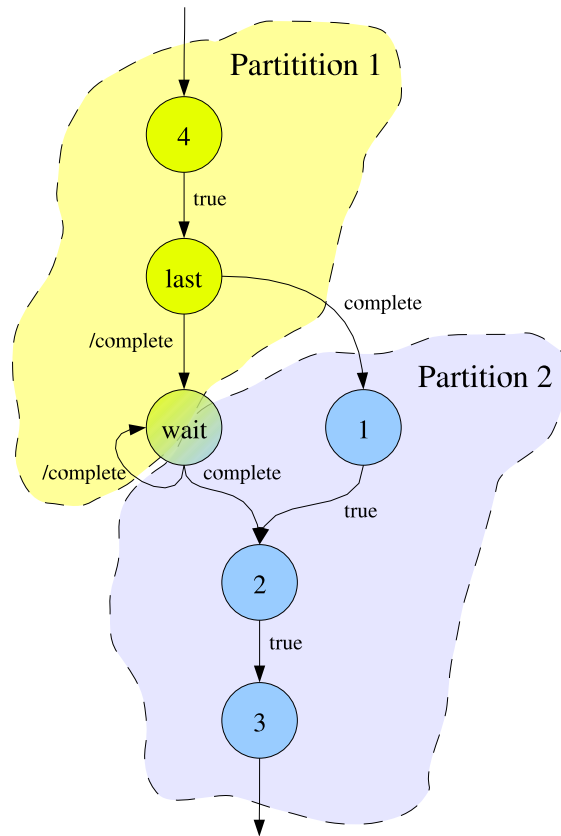 Partitition 1
4
true
last
complete
/complete
Partition 2
wait
1
/complete
complete
true
2
true
3